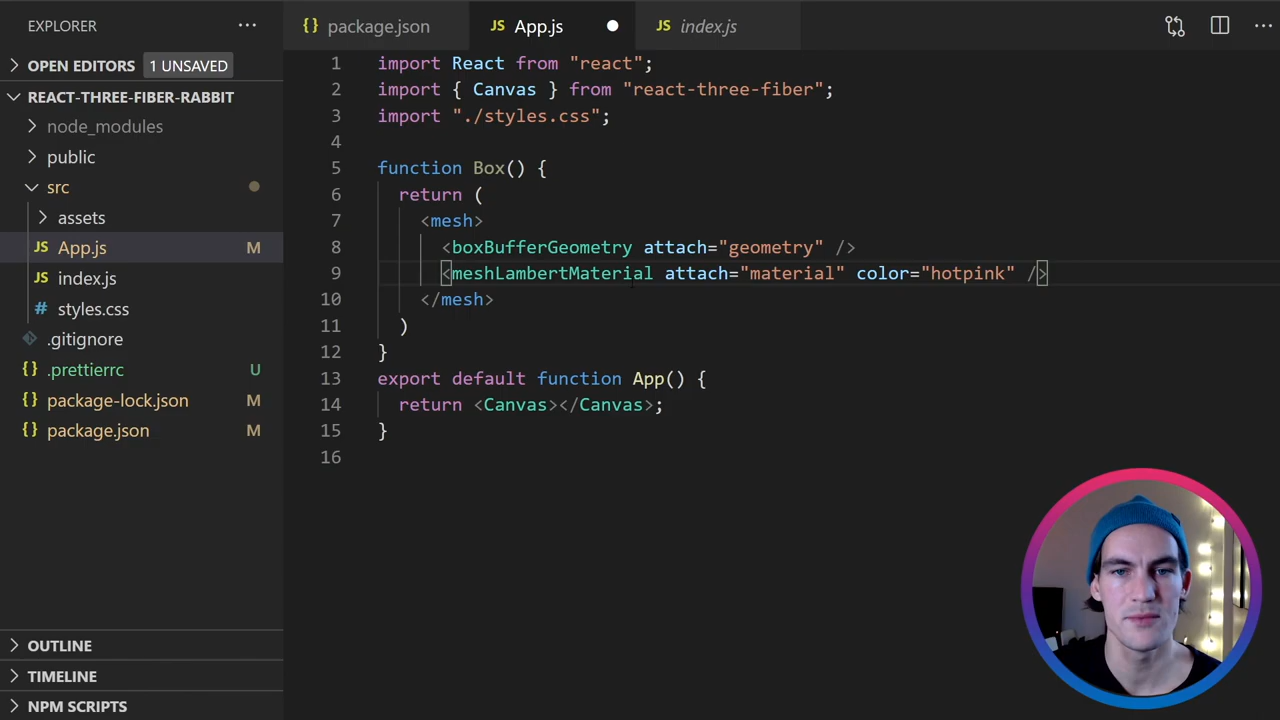 EXPLORER
{} package.json
JS App.js
JS index.js
OPEN EDITORS 1 UNSAVED
REACT-THREE-FIBER-RABBIT
node_modules
public
src
assets
JS App.js M
JS index.js
# styles.css
.gitignore
{} .prettierrc U
{} package-lock.json M
{} package.json M
OUTLINE
TIMELINE
NPM SCRIPTS
1 import React from "react";
2 import { Canvas } from "react-three-fiber";
3 import "./styles.css";
4
5 function Box() {
6 return (
7 <mesh>
8 <boxBufferGeometry attach="geometry" />
9 <meshLambertMaterial attach="material" color="hotpink" />
10 </mesh>
11 )
12 }
13 export default function App() {
14 return <Canvas></Canvas>;
15 }
16